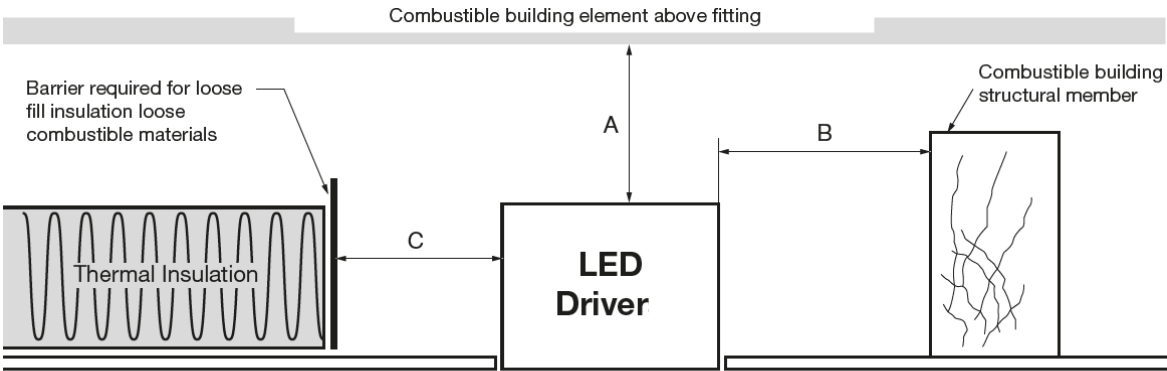 Combustible building element above fitting
Barrier required for loose
fill insulation loose
combustible materials
Combustible building
structural member
A
B
C
Thermal Insulation
LED
Driver